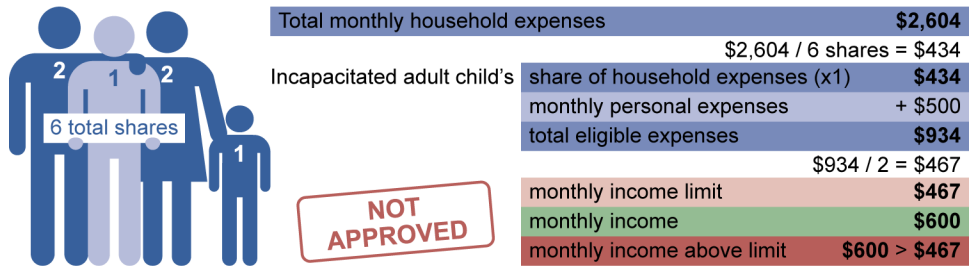 2
1
2
6 total shares
1
Total monthly household expenses $2,604
$2,604 / 6 shares = $434
Incapacitated adult child's share of household expenses (x1) $434
monthly personal expenses + $500
total eligible expenses $934
$934 / 2 = $467
monthly income limit $467
monthly income $600
monthly income above limit $600 > $467
NOT
APPROVED